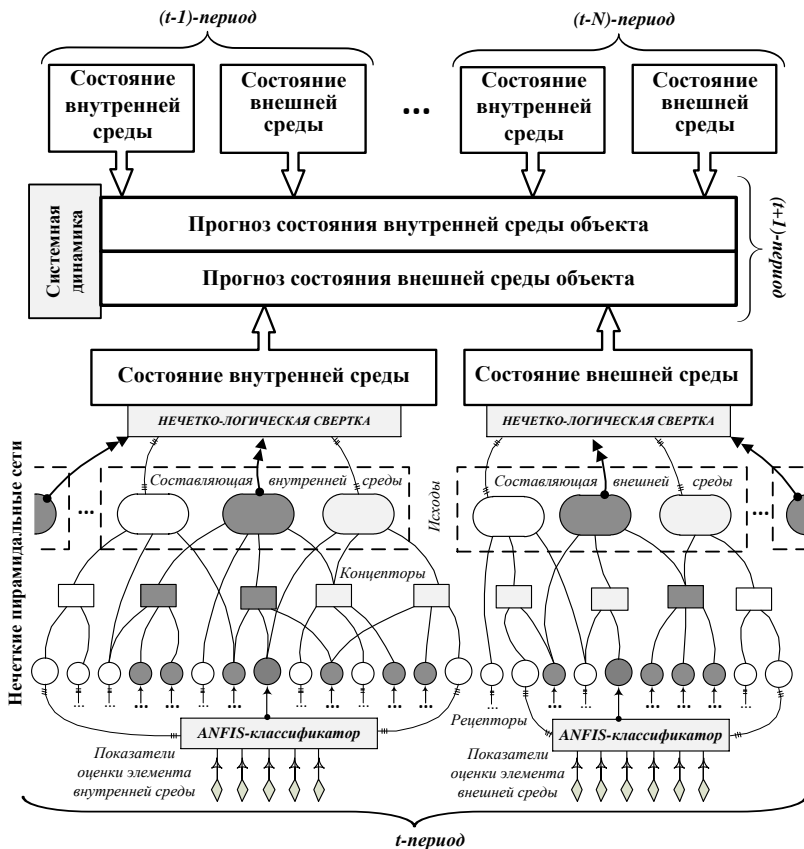 (t-1)-период
(t-N)-период
Состояние
внутренней
среды
Состояние
внешней
среды
...
Состояние
внутренней
среды
Состояние
внешней
среды
Системная
динамика
Прогноз состояния внутренней среды объекта
Прогноз состояния внешней среды объекта
(t+1)-период
Состояние внутренней среды
Состояние внешней среды
НЕЧЕТКО-ЛОГИЧЕСКАЯ СВЕРТКА
НЕЧЕТКО-ЛОГИЧЕСКАЯ СВЕРТКА
Нечеткие пирамидальные сети
Составляющая внутренней среды
Исходы
Составляющая внешней среды
...
...
Концепторы
... ... ... ... ... ... ... ... ... ...
... ... ... ... ... ...
Рецепторы
ANFIS-классификатор
ANFIS-классификатор
Показатели
оценки элемента
внутренней среды
Показатели
оценки элемента
внешней среды
t-период